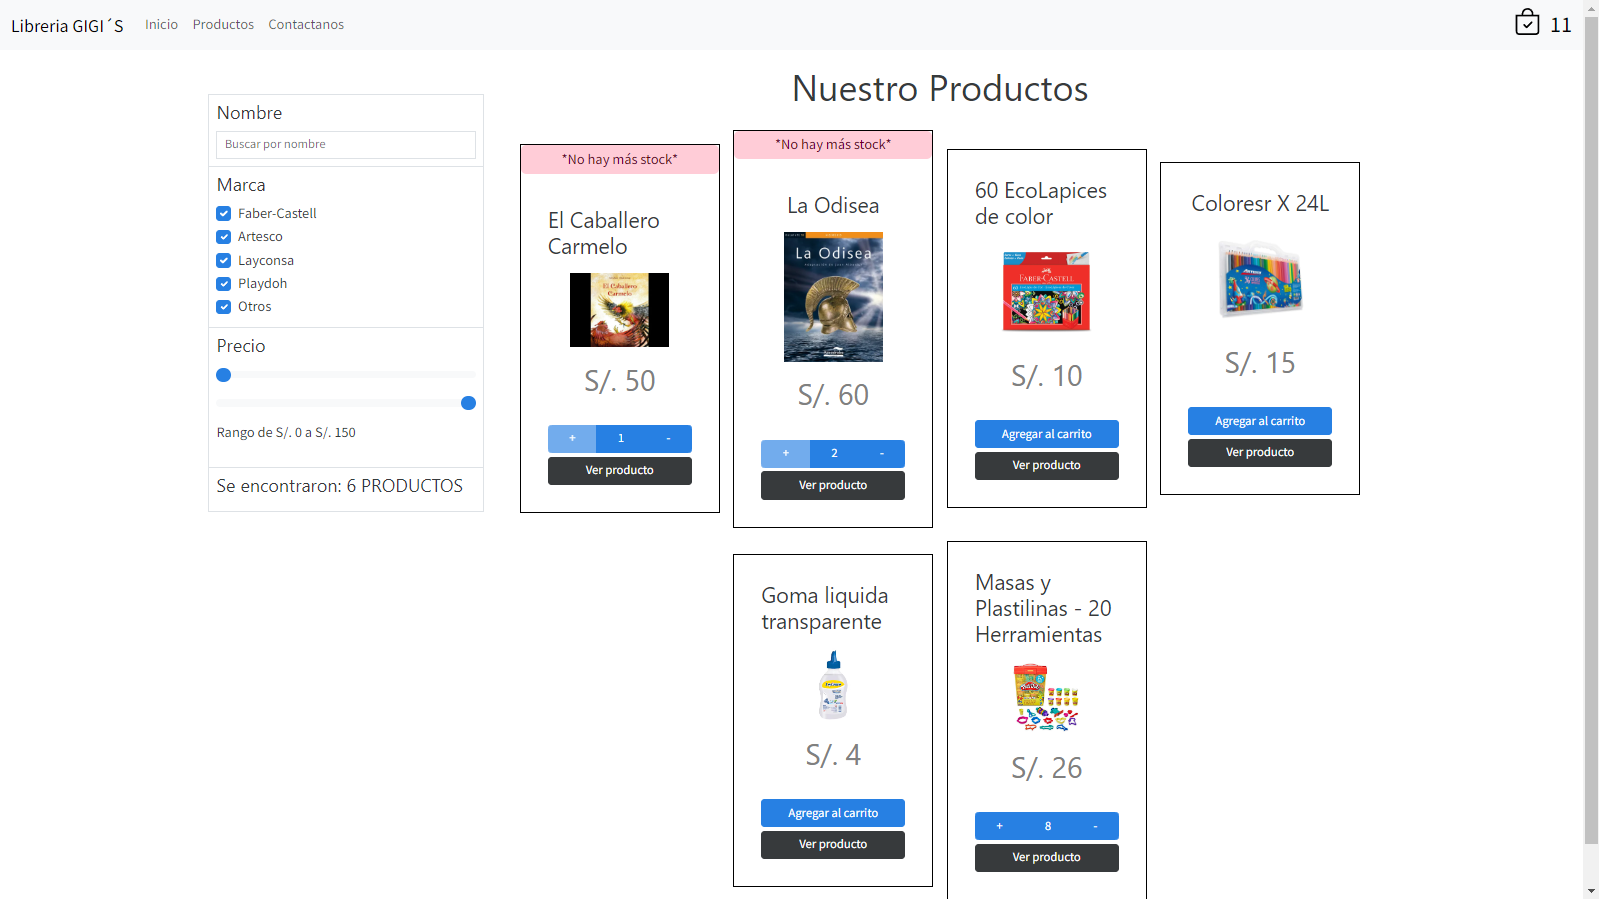 Libreria GIGI´S
Inicio
Productos
Contactanos
11
Nuestro Productos
Nombre
Buscar por nombre
Marca
Faber-Castell
Artesco
Layconsa
Playdoh
Otros
Precio
Rango de S/. 0 a S/. 150
Se encontraron: 6 PRODUCTOS
*No hay más stock*
El Caballero
Carmelo
El Caballero
Carmelo
S/. 50
+ 1 -
Ver producto
*No hay más stock*
La Odisea
La Odisea
S/. 60
+ 2 -
Ver producto
60 EcoLapices
de color
FABER-CASTELL
S/. 10
Agregar al carrito
Ver producto
Coloresr X 24L
S/. 15
Agregar al carrito
Ver producto
Goma liquida
transparente
S/. 4
Agregar al carrito
Ver producto
Masas y
Plastilinas - 20
Herramientas
S/. 26
+ 8 -
Ver producto